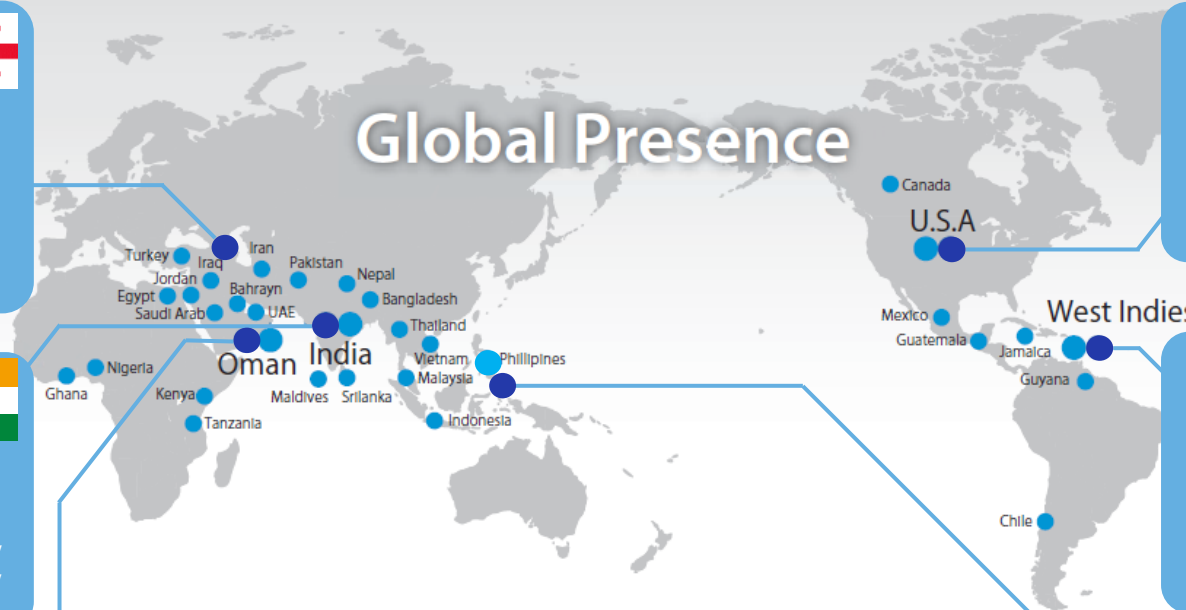 Global Presence
Canada
U.S.A
Turkey
Iraq
Iran
Jordan
Pakistan
Nepal
Egypt
Bahrayn
Bangladesh
Saudi Arab
UAE
Mexico
West Indies
Thailand
Guatemala
Jamaica
Oman
India
Vietnam
Phillipines
Nigeria
Malaysia
Guyana
Ghana
Kenya
Maldives
Srilanka
Tanzania
Indonesia
Chile